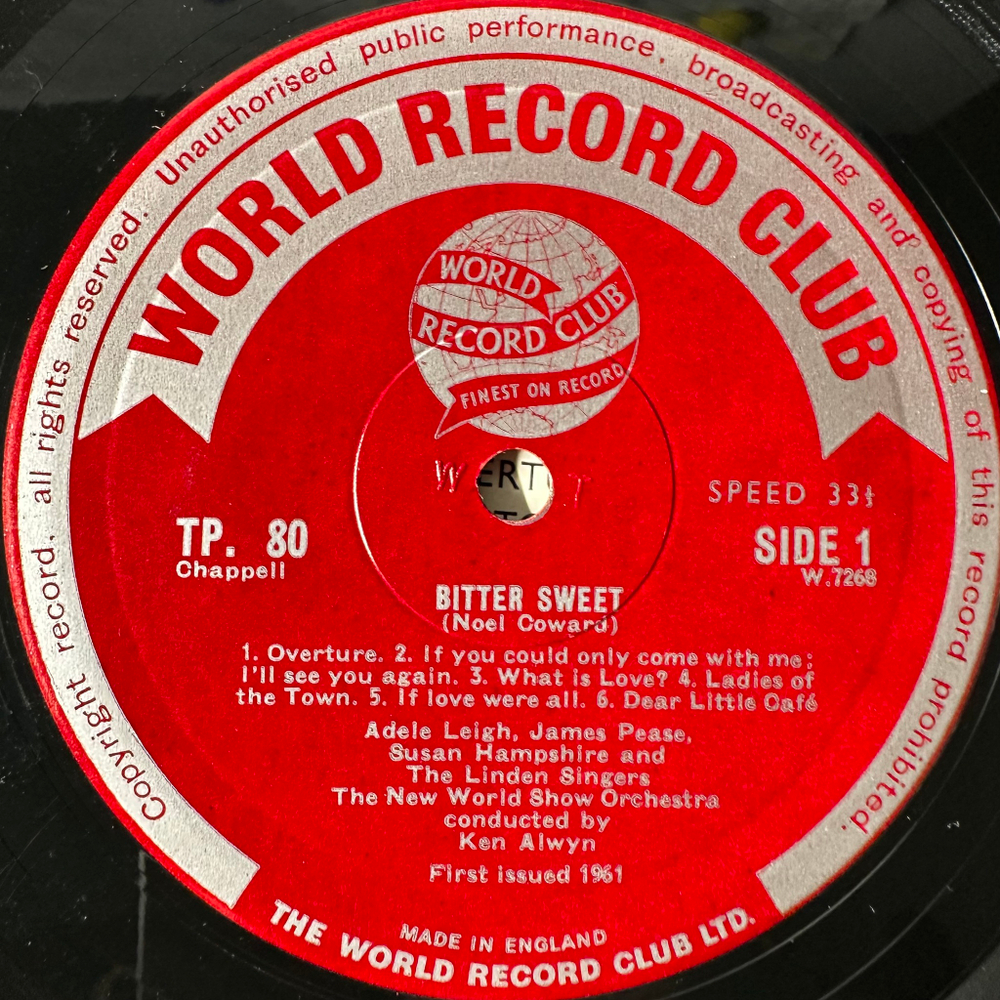 Copyright record, all rights reserved. Unauthorised public performance, broadcasting and copying of this record prohibited.
WORLD RECORD CLUB
WORLD
RECORD CLUB
FINEST ON RECORD
SPEED 33⅓
TP. 80
SIDE 1
Chappell
W.7268
BITTER SWEET
(Noel Coward)
1. Overture. 2. If you could only come with me;
I'll see you again. 3. What is Love? 4. Ladies of
the Town. 5. If love were all. 6. Dear Little Café
Adele Leigh, James Pease,
Susan Hampshire and
The Linden Singers
The New World Show Orchestra
conducted by
Ken Alwyn
First issued 1961
MADE IN ENGLAND
THE WORLD RECORD CLUB LTD.